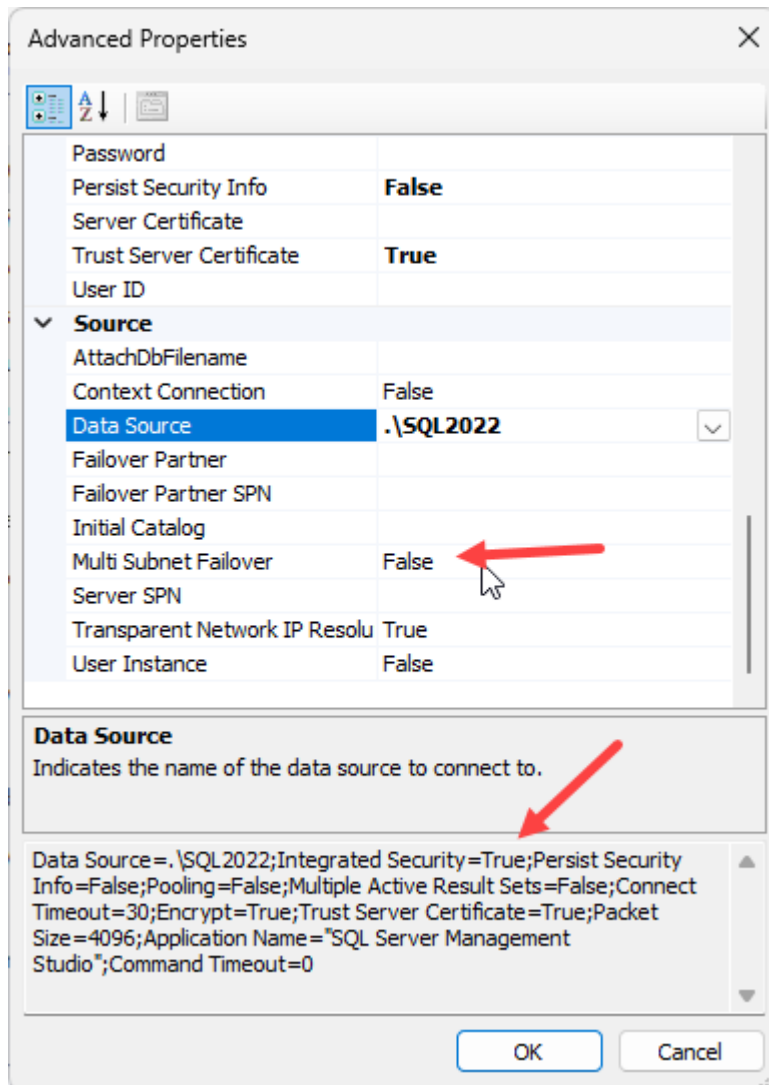 Advanced Properties
Password
Persist Security Info False
Server Certificate
Trust Server Certificate True
User ID
Source
AttachDbFilename
Context Connection False
Data Source .\SQL2022
Failover Partner
Failover Partner SPN
Initial Catalog
Multi Subnet Failover False
Server SPN
Transparent Network IP Resolu True
User Instance False
Data Source
Indicates the name of the data source to connect to.
Data Source=.\SQL2022;Integrated Security=True;Persist Security
Info=False;Pooling=False;Multiple Active Result Sets=False;Connect
Timeout=30;Encrypt=True;Trust Server Certificate=True;Packet
Size=4096;Application Name="SQL Server Management
Studio";Command Timeout=0
OK Cancel